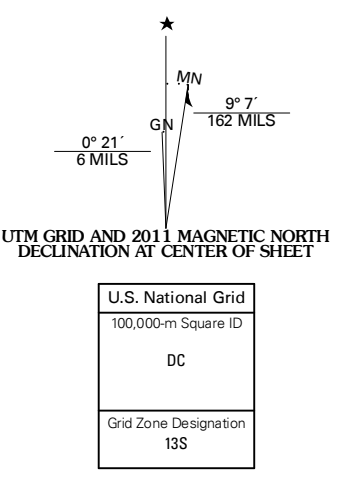 ★
MN
GN
9° 7´
162 MILS
0° 21´
6 MILS
UTM GRID AND 2011 MAGNETIC NORTH
DECLINATION AT CENTER OF SHEET
U.S. National Grid
100,000-m Square ID
DC
Grid Zone Designation
13S